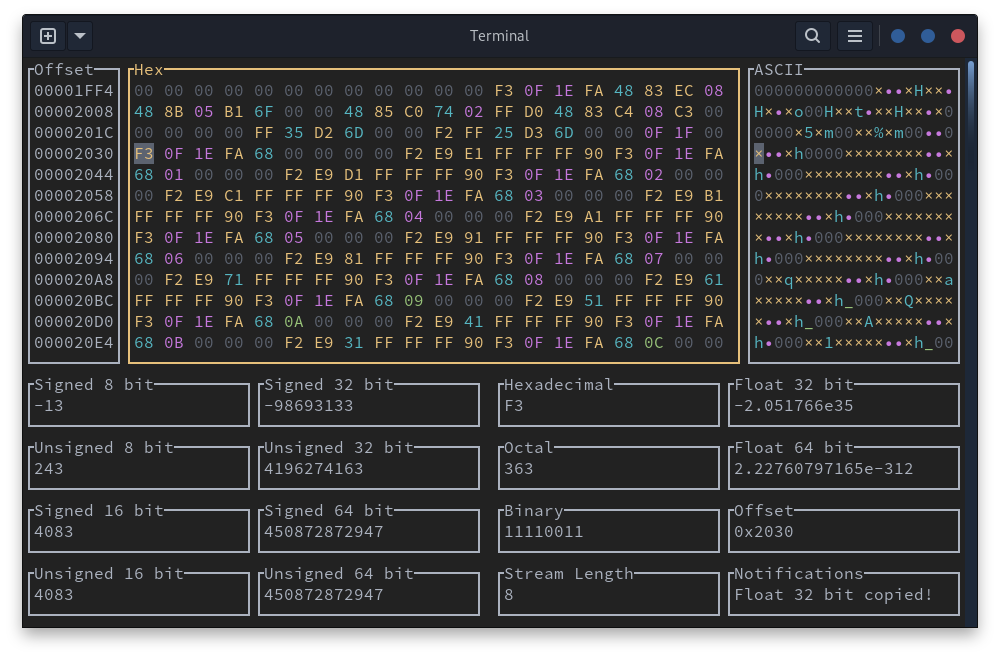 Terminal
Offset Hex ASCII
00001FF4 00 00 00 00 00 00 00 00 00 00 00 00 F3 0F 1E FA 48 83 EC 08 000000000000ו•×H×ו
00002008 48 8B 05 B1 6F 00 00 48 85 C0 74 02 FF D0 48 83 C4 08 C3 00 H×•×o00H××t•××H×ו×0
0000201C 00 00 00 00 FF 35 D2 6D 00 00 F2 FF 25 D3 6D 00 00 0F 1F 00 0000×5×m00××%×m00••0
00002030 F3 0F 1E FA 68 00 00 00 00 F2 E9 E1 FF FF FF 90 F3 0F 1E FA ו•×h0000××××××××••×
00002044 68 01 00 00 00 F2 E9 D1 FF FF FF 90 F3 0F 1E FA 68 02 00 00 h•000××××××××••×h•00
00002058 00 F2 E9 C1 FF FF FF 90 F3 0F 1E FA 68 03 00 00 00 F2 E9 B1 0××××××××••×h•000×××
0000206C FF FF FF 90 F3 0F 1E FA 68 04 00 00 00 F2 E9 A1 FF FF FF 90 ×××××••×h•000×××××××
00002080 F3 0F 1E FA 68 05 00 00 00 F2 E9 91 FF FF FF 90 F3 0F 1E FA ו•×h•000××××××××••×
00002094 68 06 00 00 00 F2 E9 81 FF FF FF 90 F3 0F 1E FA 68 07 00 00 h•000××××××××••×h•00
000020A8 00 F2 E9 71 FF FF FF 90 F3 0F 1E FA 68 08 00 00 00 F2 E9 61 0××q×××××••×h•000××a
000020BC FF FF FF 90 F3 0F 1E FA 68 09 00 00 00 F2 E9 51 FF FF FF 90 ×××××••×h_000××Q××××
000020D0 F3 0F 1E FA 68 0A 00 00 00 F2 E9 41 FF FF FF 90 F3 0F 1E FA ו•×h_000××A×××××••×
000020E4 68 0B 00 00 00 F2 E9 31 FF FF FF 90 F3 0F 1E FA 68 0C 00 00 h•000××1×××××••×h_00
Signed 8 bit Signed 32 bit Hexadecimal Float 32 bit
-13 -98693133 F3 -2.051766e35
Unsigned 8 bit Unsigned 32 bit Octal Float 64 bit
243 4196274163 363 2.22760797165e-312
Signed 16 bit Signed 64 bit Binary Offset
4083 450872872947 11110011 0x2030
Unsigned 16 bit Unsigned 64 bit Stream Length Notifications
4083 450872872947 8 Float 32 bit copied!